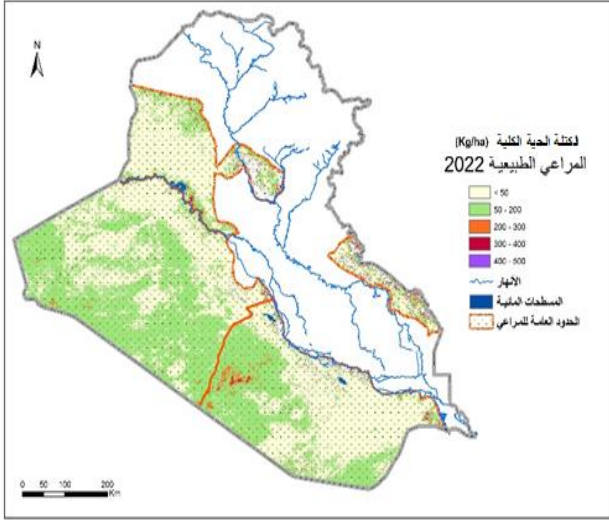 N
لكتلة الحية الكلية (Kg/ha)
المراعي الطبيعية 2022
< 50
50 - 200
200 - 300
300 - 400
400 - 500
الانهار
المسطحات المائية
الحدود العامة للمراعي
0 50 100 200
Km